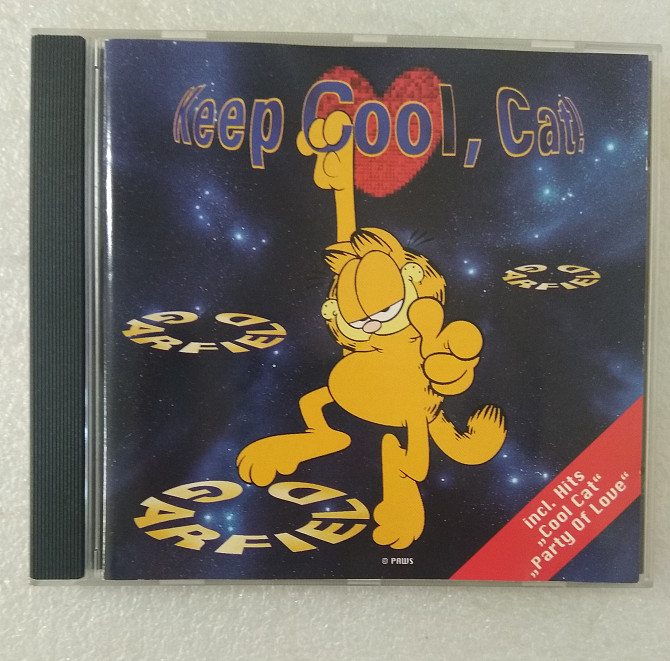 Keep Cool, Cat!
GARFIELD
GARFIELD
GARFIELD
incl. Hits
„Cool Cat“
„Party Of Love“
© PAWS